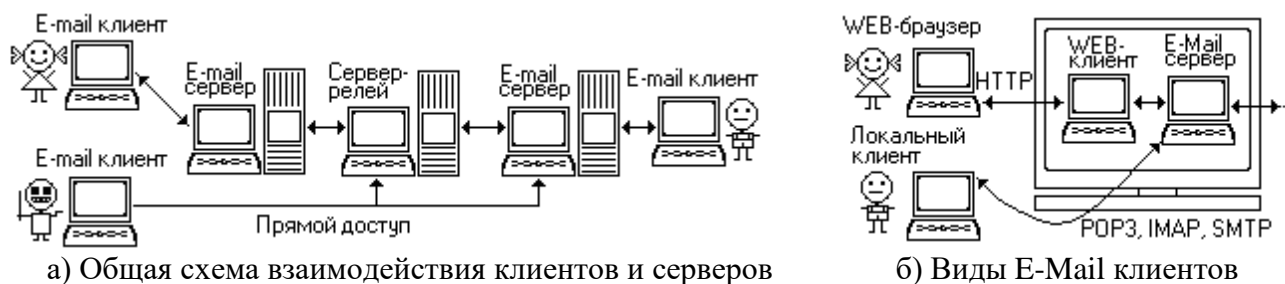 E-mail клиент
E-mail
сервер
Сервер-
релей
E-mail
сервер
E-mail клиент
E-mail клиент
Прямой доступ
а) Общая схема взаимодействия клиентов и серверов
WEB-браузер
HTTP
WEB-
клиент
E-Mail
сервер
Локальный
клиент
POP3, IMAP, SMTP
б) Виды E-Mail клиентов